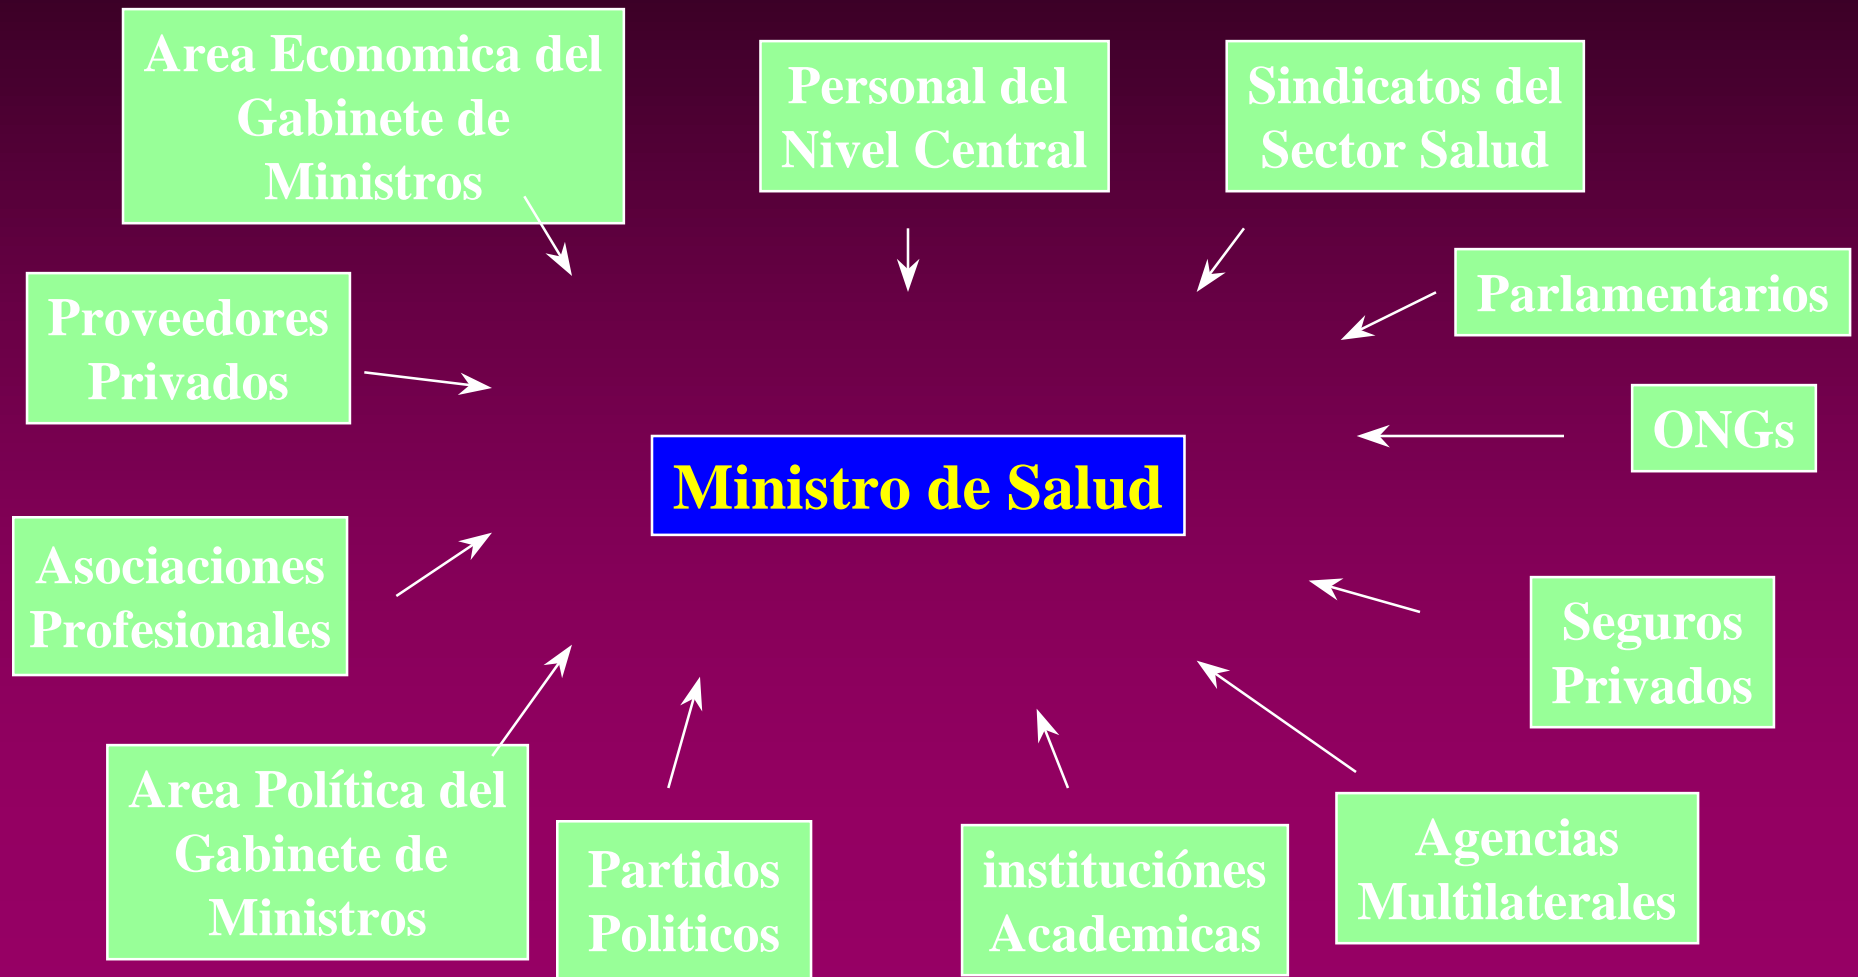 Area Economica del
Gabinete de
Ministros
Personal del
Nivel Central
Sindicatos del
Sector Salud
Parlamentarios
Proveedores
Privados
ONGs
Ministro de Salud
Asociaciones
Profesionales
Seguros
Privados
Area Política del
Gabinete de
Ministros
Partidos
Politicos
instituciónes
Academicas
Agencias
Multilaterales